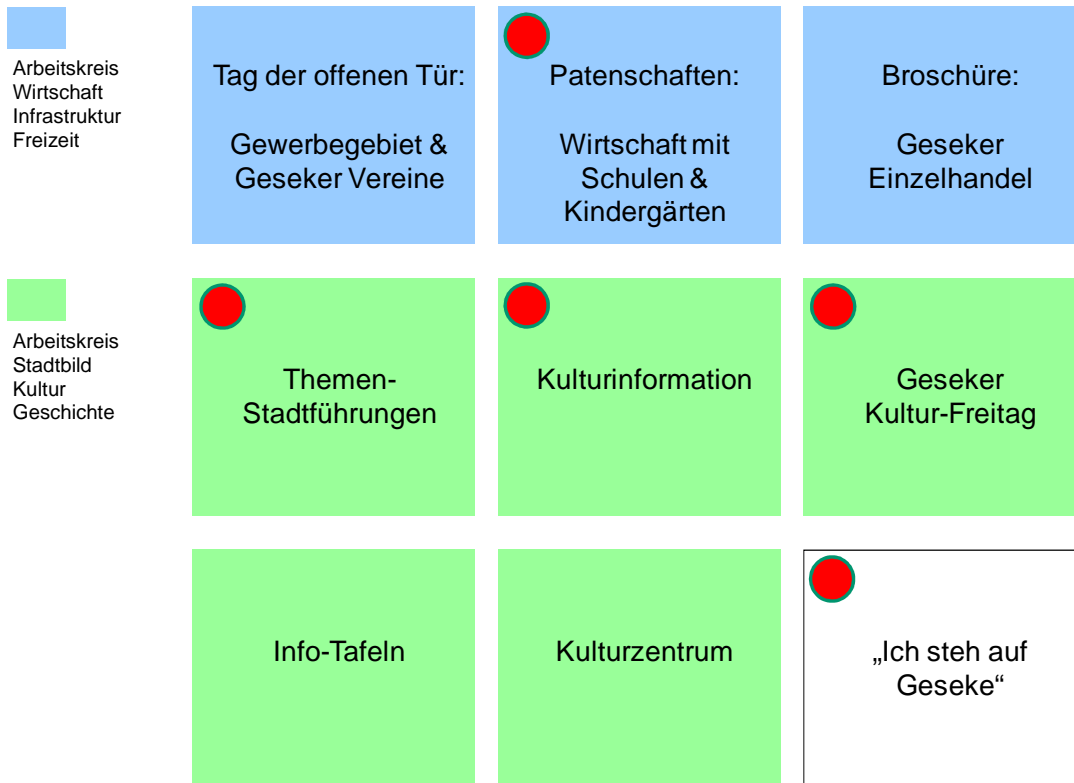 Arbeitskreis
Wirtschaft
Infrastruktur
Freizeit
Tag der offenen Tür:
Gewerbegebiet &
Geseker Vereine
Patenschaften:
Wirtschaft mit
Schulen &
Kindergärten
Broschüre:
Geseker
Einzelhandel
Arbeitskreis
Stadtbild
Kultur
Geschichte
Themen-
Stadtführungen
Kulturinformation
Geseker
Kultur-Freitag
Info-Tafeln
Kulturzentrum
„Ich steh auf
Geseke“